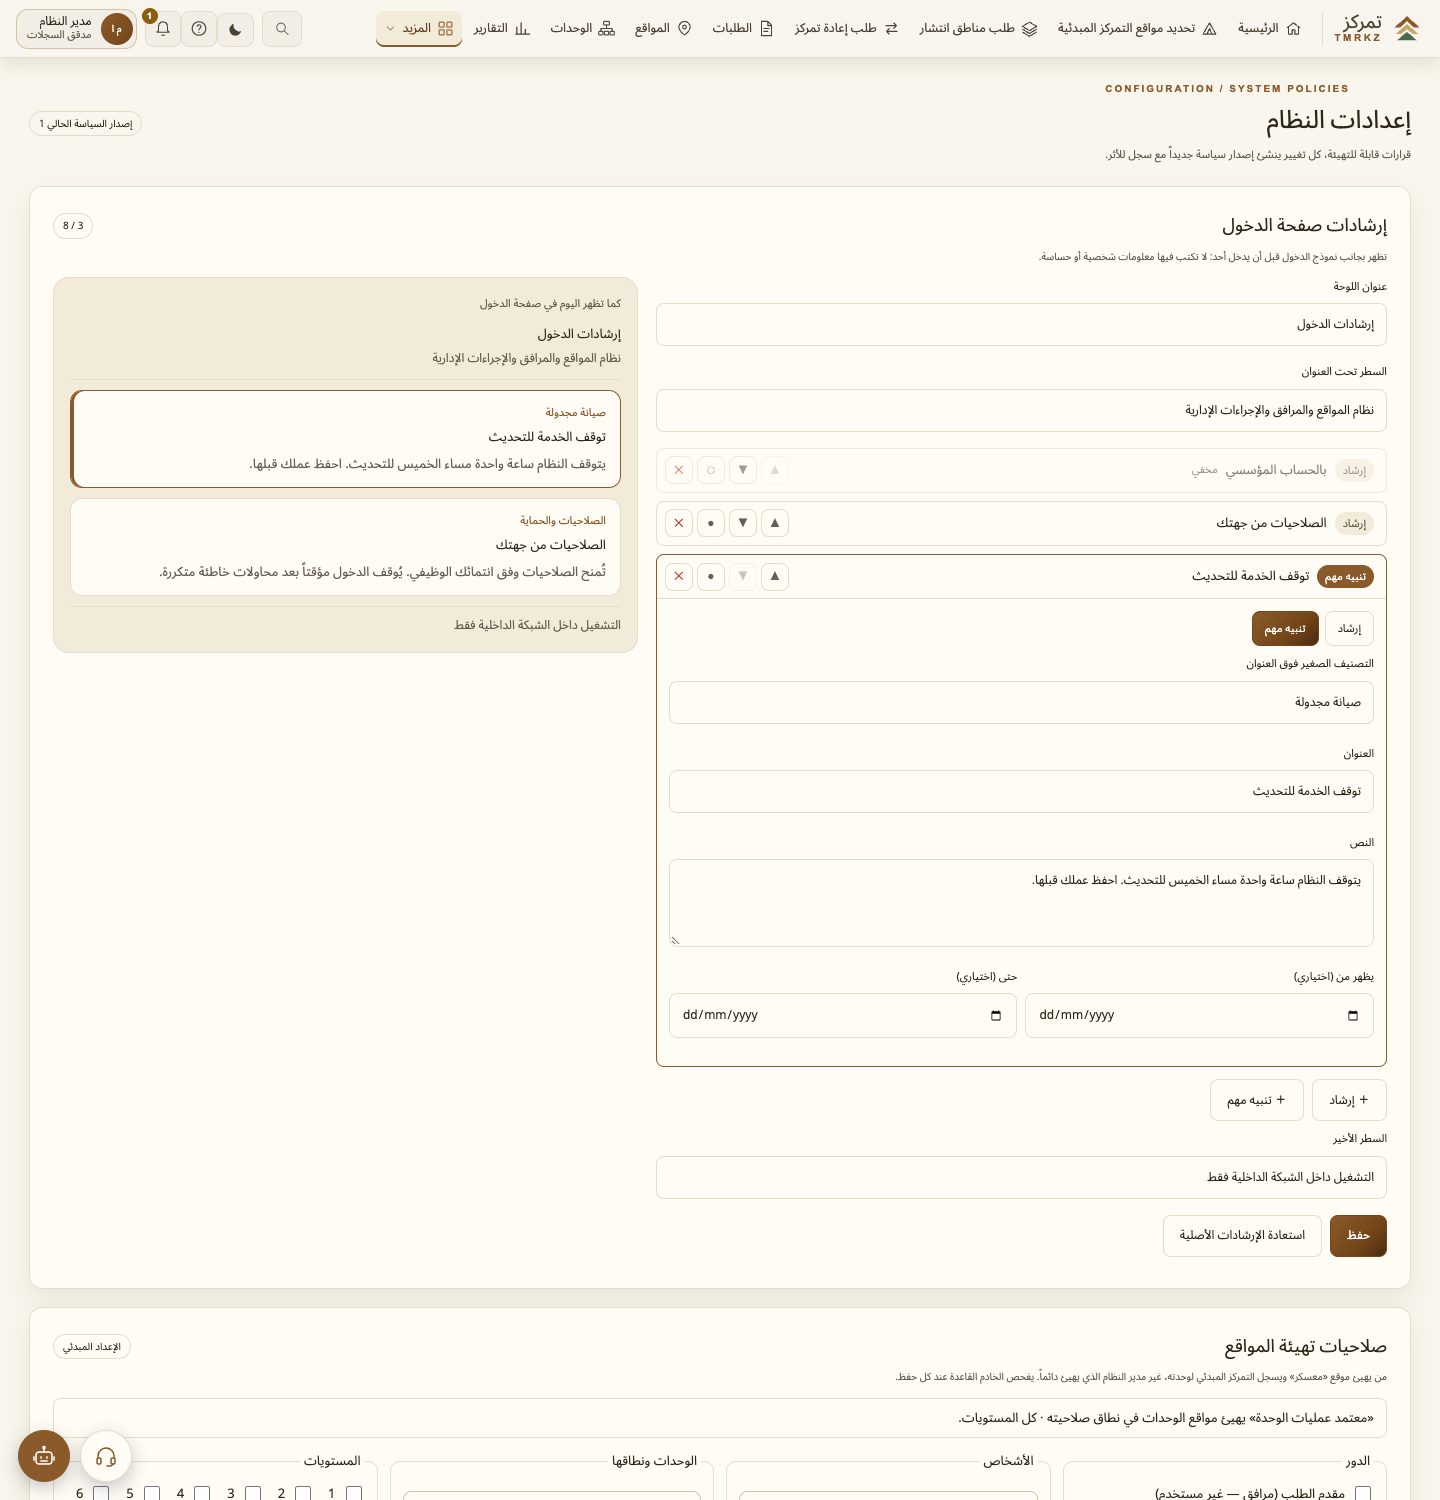 تمركز
TMRKZ
الرئيسية
تحديد مواقع التمركز المبدئية
طلب مناطق انتشار
طلب إعادة تمركز
الطلبات
المواقع
الوحدات
التقارير
المزيد
1
م ا
مدير النظام
مدقق السجلات
CONFIGURATION / SYSTEM POLICIES
إعدادات النظام
إصدار السياسة الحالي 1
قرارات قابلة للتهيئة، كل تغيير ينشئ إصدار سياسة جديداً مع سجل للأثر.
إرشادات صفحة الدخول
3 / 8
تظهر بجانب نموذج الدخول قبل أن يدخل أحد: لا تكتب فيها معلومات شخصية أو حساسة.
عنوان اللوحة
إرشادات الدخول
السطر تحت العنوان
نظام المواقع والمرافق والإجراءات الإدارية
إرشاد بالحساب المؤسسي مخفي
إرشاد الصلاحيات من جهتك
تنبيه مهم توقف الخدمة للتحديث
إرشاد
تنبيه مهم
التصنيف الصغير فوق العنوان
صيانة مجدولة
العنوان
توقف الخدمة للتحديث
النص
يتوقف النظام ساعة واحدة مساء الخميس للتحديث. احفظ عملك قبلها.
يظهر من (اختياري)
حتى (اختياري)
dd/mm/yyyy
dd/mm/yyyy
+ إرشاد
+ تنبيه مهم
السطر الأخير
التشغيل داخل الشبكة الداخلية فقط
حفظ
استعادة الإرشادات الأصلية
كما تظهر اليوم في صفحة الدخول
إرشادات الدخول
نظام المواقع والمرافق والإجراءات الإدارية
صيانة مجدولة
توقف الخدمة للتحديث
يتوقف النظام ساعة واحدة مساء الخميس للتحديث. احفظ عملك قبلها.
الصلاحيات والحماية
الصلاحيات من جهتك
تُمنح الصلاحيات وفق انتمائك الوظيفي. يُوقف الدخول مؤقتاً بعد محاولات خاطئة متكررة.
التشغيل داخل الشبكة الداخلية فقط
صلاحيات تهيئة المواقع
الإعداد المبدئي
من يهيئ موقع «معسكر» ويسجل التمركز المبدئي لوحدته، غير مدير النظام الذي يهيئ دائماً. يفحص الخادم القاعدة عند كل حفظ.
«معتمد عمليات الوحدة» يهيئ مواقع الوحدات في نطاق صلاحيته · كل المستويات.
الدور
الأشخاص
الوحدات ونطاقها
المستويات
مقدم الطلب (مرافق — غير مستخدم)
1
2
3
4
5
6